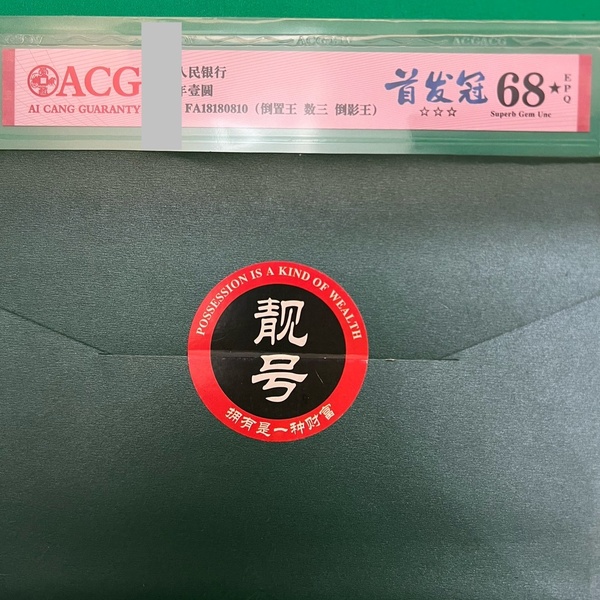 ACG 人民银行
年壹圆
AI CANG GUARANTY FA18180810（倒置王 数三 倒影王）
首发冠
☆☆☆
68★
EPQ
Superb Gem Unc
POSSESSION IS A KIND OF WEALTH
靓
号
拥有是一种财富